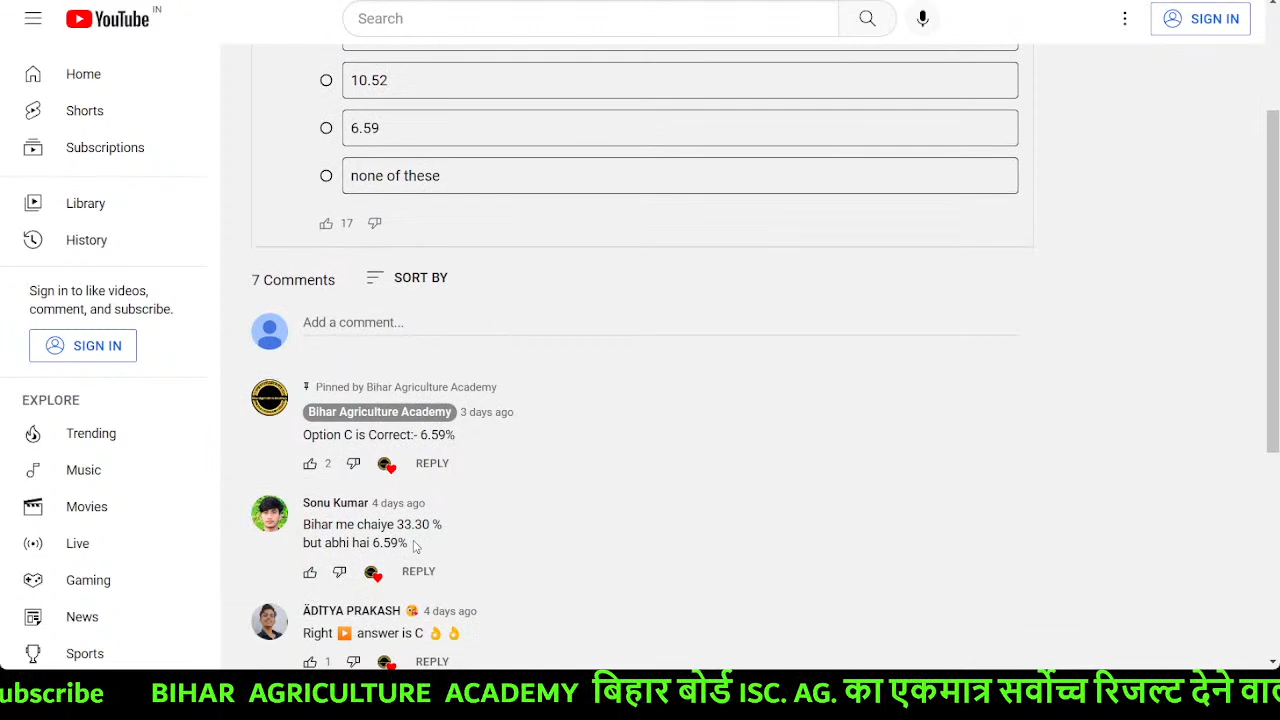 YouTube IN
Search
SIGN IN
Home
Shorts
Subscriptions
Library
History
Sign in to like videos,
comment, and subscribe.
SIGN IN
EXPLORE
Trending
Music
Movies
Live
Gaming
News
Sports
10.52
6.59
none of these
17
7 Comments
SORT BY
Add a comment...
Pinned by Bihar Agriculture Academy
Bihar Agriculture Academy 3 days ago
Option C is Correct:- 6.59%
2 REPLY
Sonu Kumar 4 days ago
Bihar me chaiye 33.30 %
but abhi hai 6.59%
REPLY
ÄDĪTYA PRAKASH 😘 4 days ago
Right ▶️ answer is C 👌 👌
1 REPLY
ubscribe BIHAR AGRICULTURE ACADEMY बिहार बोर्ड ISC. AG. का एकमात्र सर्वोच्च रिजल्ट देने